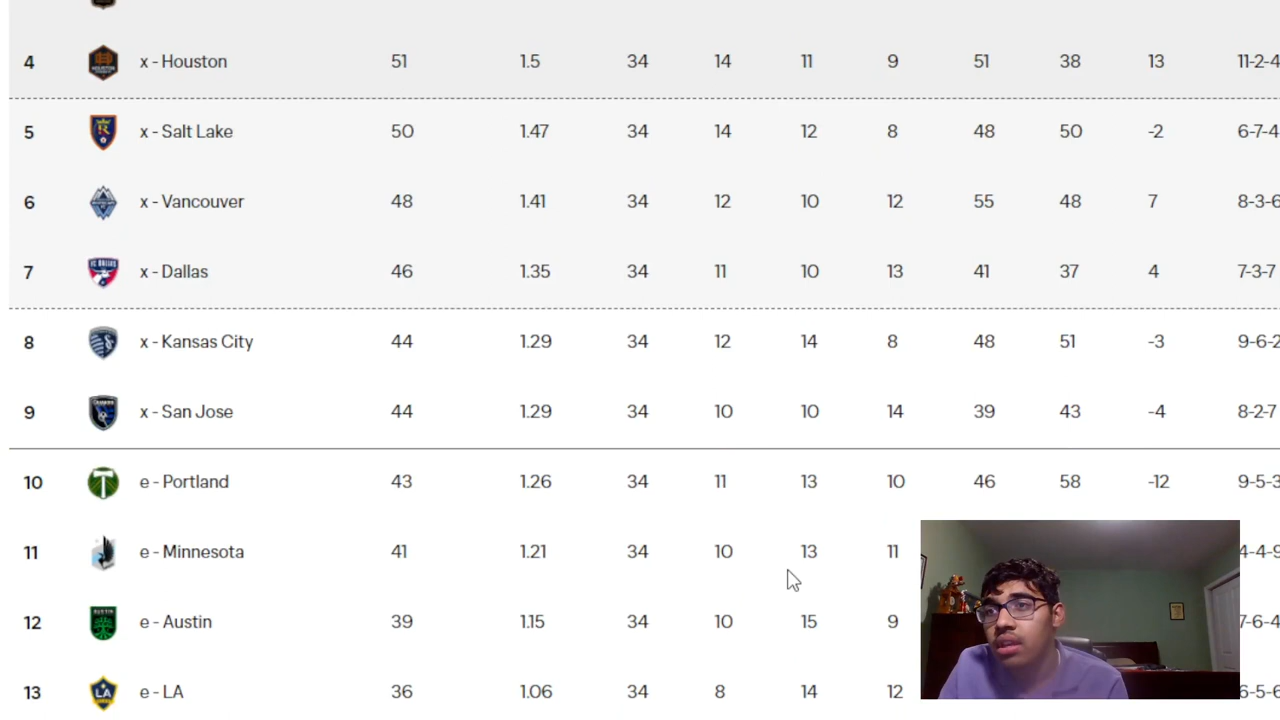 4 x - Houston 51 1.5 34 14 11 9 51 38 13 11-2-4
5 x - Salt Lake 50 1.47 34 14 12 8 48 50 -2 6-7-4
6 x - Vancouver 48 1.41 34 12 10 12 55 48 7 8-3-6
7 x - Dallas 46 1.35 34 11 10 13 41 37 4 7-3-7
8 x - Kansas City 44 1.29 34 12 14 8 48 51 -3 9-6-2
9 x - San Jose 44 1.29 34 10 10 14 39 43 -4 8-2-7
10 e - Portland 43 1.26 34 11 13 10 46 58 -12 9-5-3
11 e - Minnesota 41 1.21 34 10 13 11 4-4-9
12 e - Austin 39 1.15 34 10 15 9 7-6-4
13 e - LA 36 1.06 34 8 14 12 6-5-6